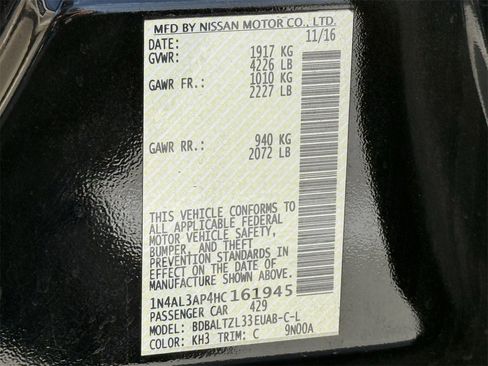 MFD BY NISSAN MOTOR CO., LTD.
DATE: 11/16
GVWR: 1917 KG
4226 LB
GAWR FR.: 1010 KG
2227 LB
GAWR RR.: 940 KG
2072 LB
THIS VEHICLE CONFORMS TO
ALL APPLICABLE FEDERAL
MOTOR VEHICLE SAFETY,
BUMPER, AND THEFT
PREVENTION STANDARDS IN
EFFECT ON THE DATE OF
MANUFACTURE SHOWN ABOVE.
1N4AL3AP4HC161945
PASSENGER CAR 429
MODEL: BDBALTZL33EUAB-C-L
COLOR: KH3 TRIM: C 9N00A